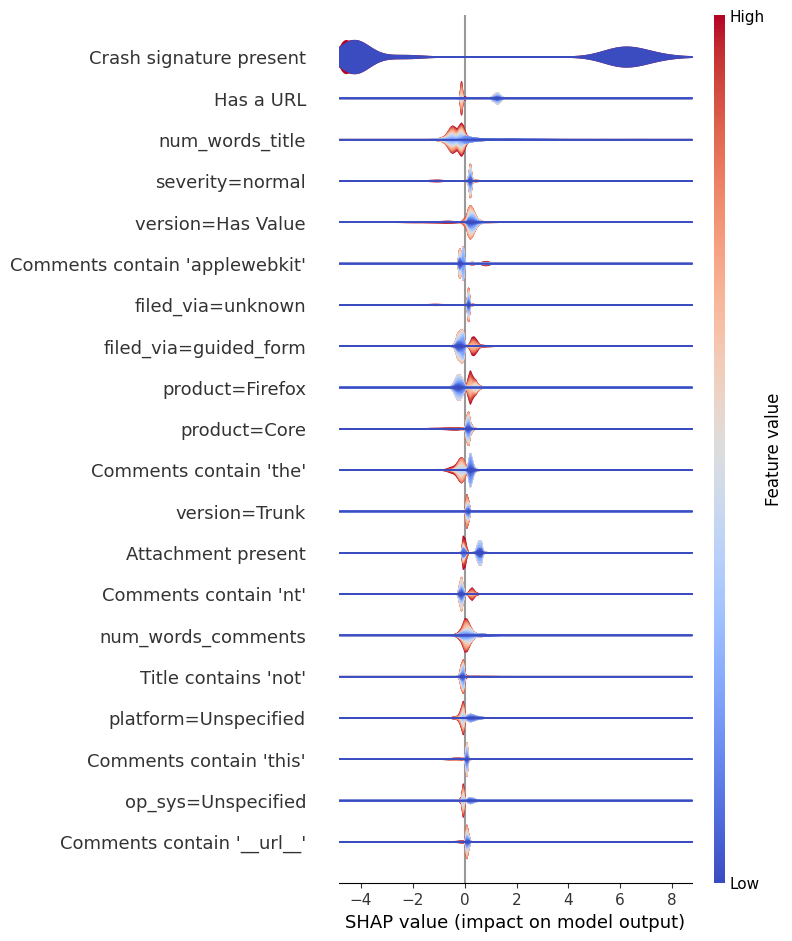 High
Crash signature present
Has a URL
num_words_title
severity=normal
version=Has Value
Comments contain 'applewebkit'
filed_via=unknown
filed_via=guided_form
product=Firefox
product=Core
Comments contain 'the'
version=Trunk
Attachment present
Comments contain 'nt'
num_words_comments
Title contains 'not'
platform=Unspecified
Comments contain 'this'
op_sys=Unspecified
Comments contain '__url__'
Feature value
Low
−4 −2 0 2 4 6 8
SHAP value (impact on model output)